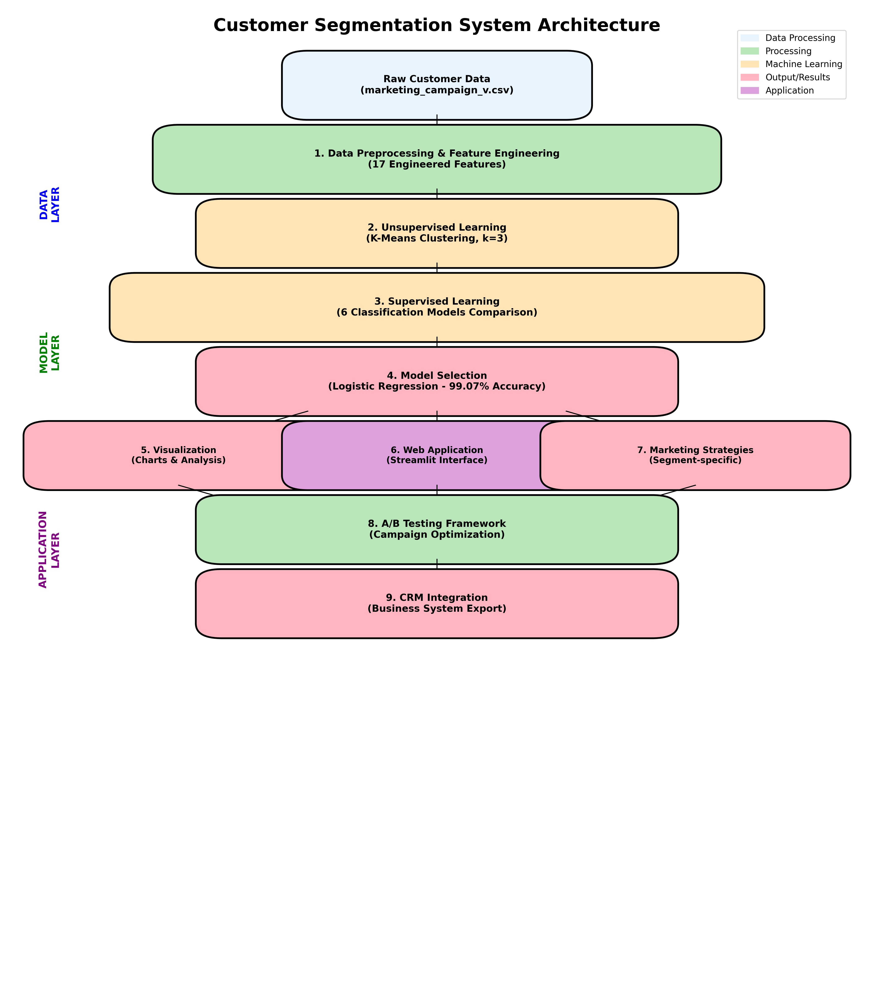 Customer Segmentation System Architecture
Data Processing
Processing
Machine Learning
Output/Results
Application
Raw Customer Data
(marketing_campaign_v.csv)
1. Data Preprocessing & Feature Engineering
(17 Engineered Features)
DATA
LAYER
2. Unsupervised Learning
(K-Means Clustering, k=3)
3. Supervised Learning
(6 Classification Models Comparison)
MODEL
LAYER
4. Model Selection
(Logistic Regression - 99.07% Accuracy)
5. Visualization
(Charts & Analysis)
6. Web Application
(Streamlit Interface)
7. Marketing Strategies
(Segment-specific)
APPLICATION
LAYER
8. A/B Testing Framework
(Campaign Optimization)
9. CRM Integration
(Business System Export)